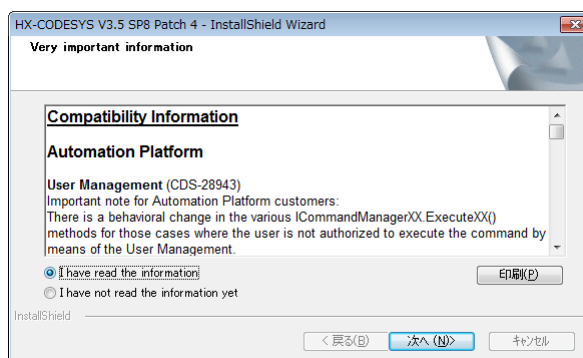 HX-CODESYS V3.5 SP8 Patch 4 - InstallShield Wizard
Very important information
Compatibility Information
Automation Platform
User Management (CDS-28943)
Important note for Automation Platform customers:
There is a behavioral change in the various ICommandManagerXX.ExecuteXX()
methods for those cases where the user is not authorized to execute the command by
means of the User Management.
I have read the information
印刷(P)
I have not read the information yet
InstallShield
< 戻る(B)
次へ (N)>
キャンセル